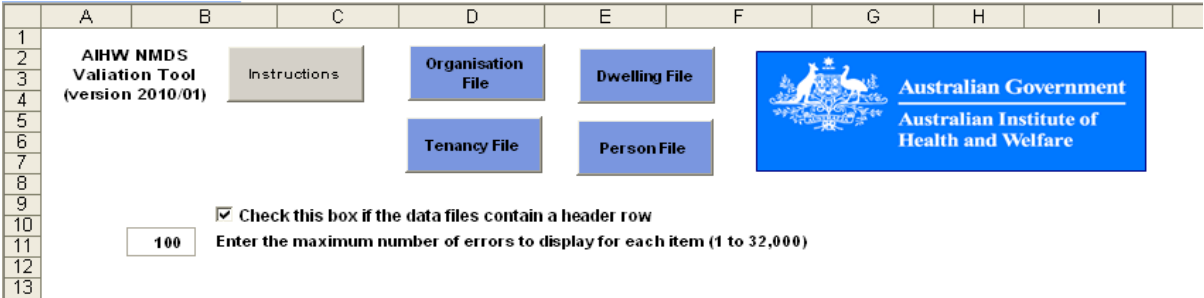 A B C D E F G H I
1
2
3
4
5
6
7
8
9
10
11
12
13
AIHW NMDS
Valiation Tool
(version 2010/01)
Instructions
Organisation
File
Dwelling File
Tenancy File
Person File
Australian Government
Australian Institute of
Health and Welfare
Check this box if the data files contain a header row
100 Enter the maximum number of errors to display for each item (1 to 32,000)